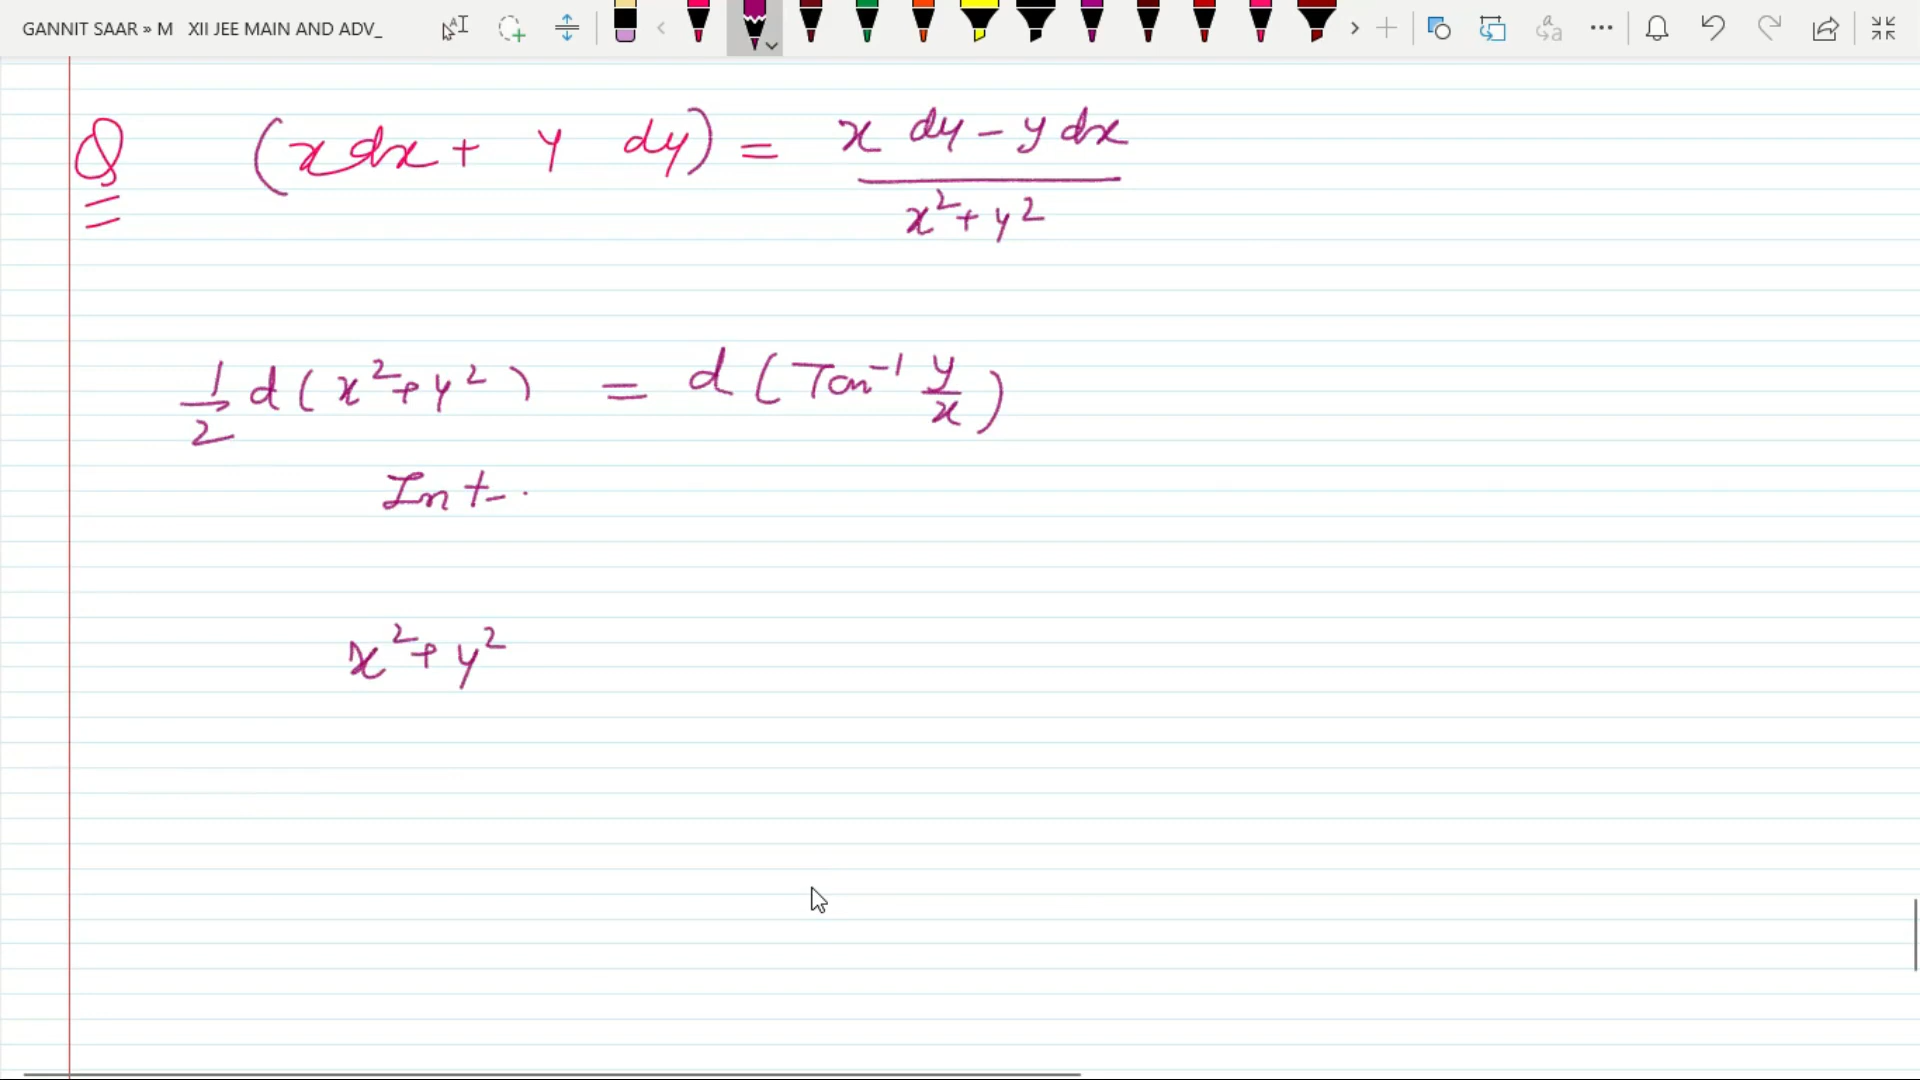 GANNIT SAAR » M XII JEE MAIN AND ADV_
Q (x dx + y dy) = x dy - y dx / x² + y²
1/2 d(x² + y²) = d(Tan⁻¹ y/x)
Int-.
x² + y²